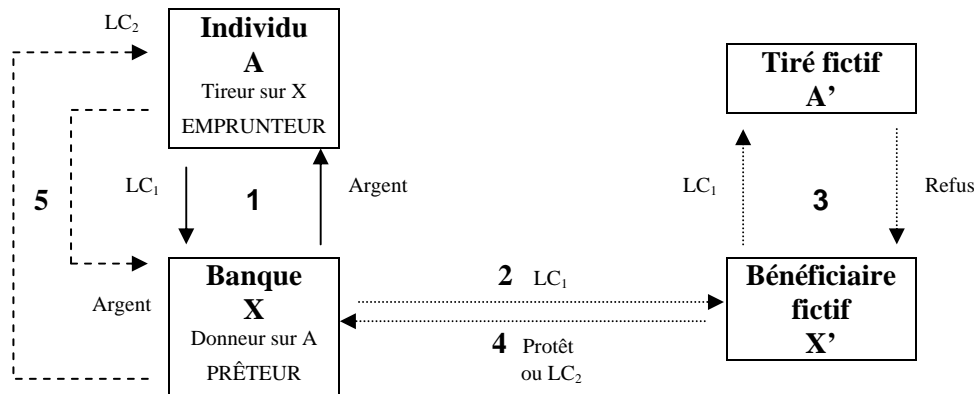 LC₂
Individu
A
Tireur sur X
EMPRUNTEUR
Tiré fictif
A’
5
LC₁
1
Argent
LC₁
3
Refus
Argent
Banque
X
Donneur sur A
PRÊTEUR
2 LC₁
4 Protêt
ou LC₂
Bénéficiaire
fictif
X’